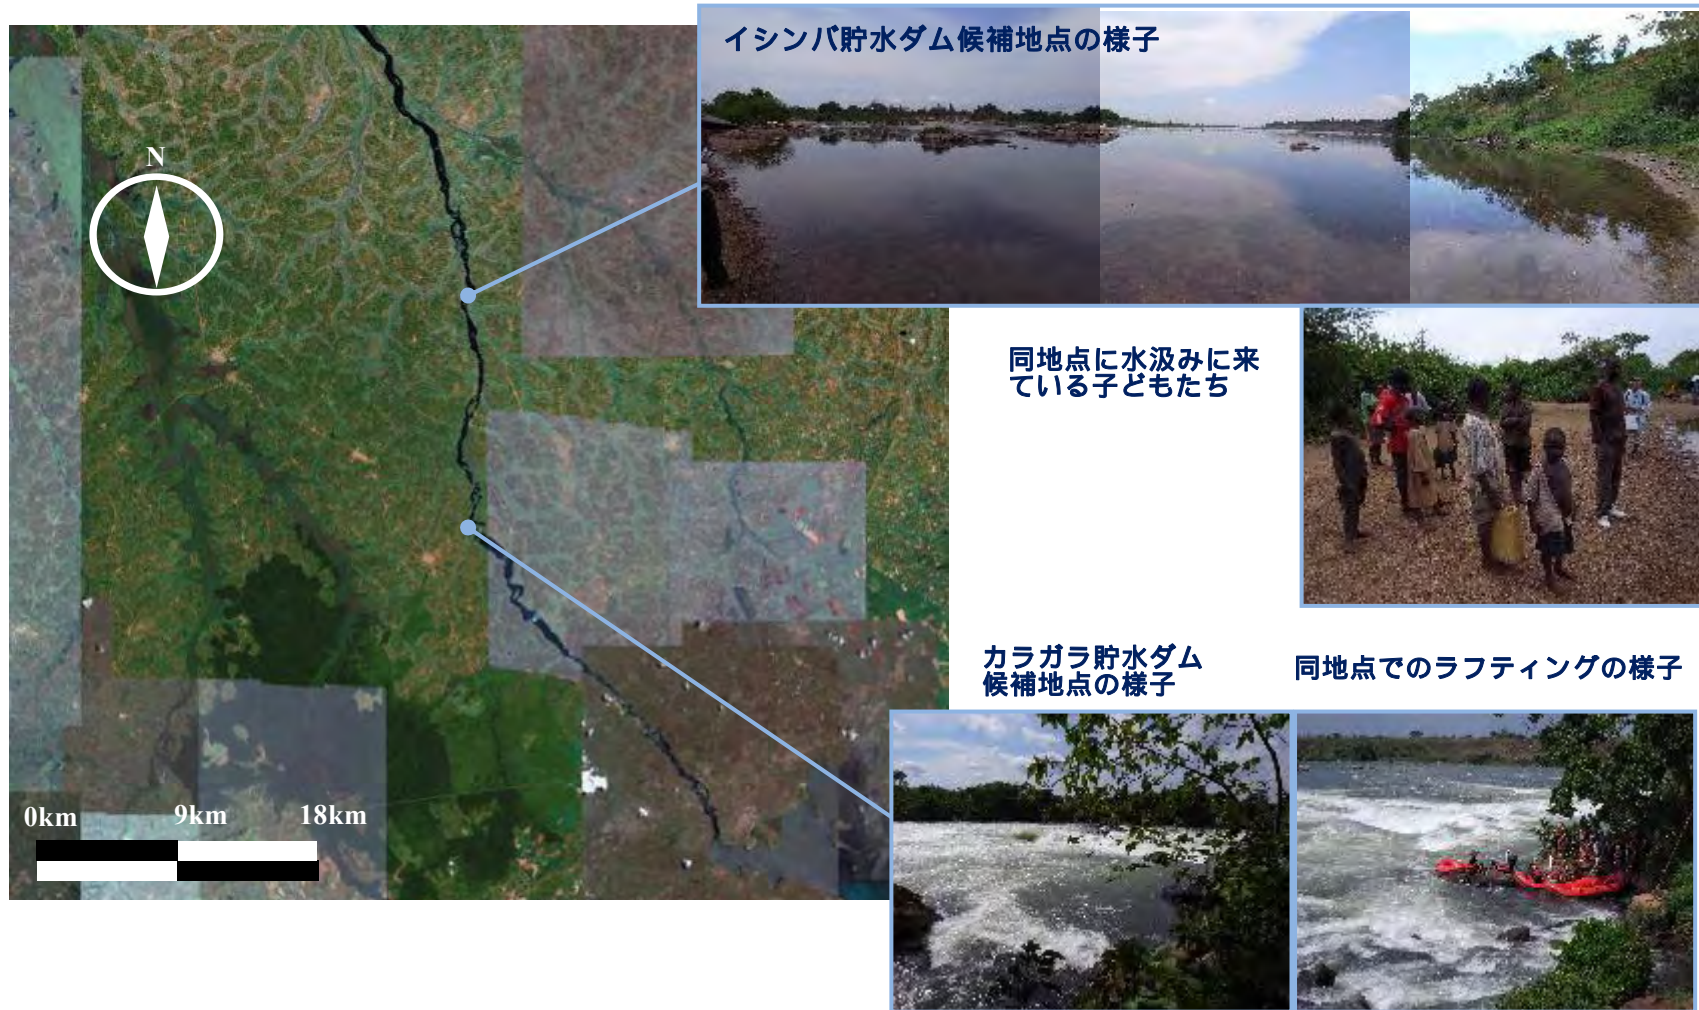 イシンバ貯水ダム候補地点の様子
N
同地点に水汲みに来
ている子どもたち
カラガラ貯水ダム
候補地点の様子
同地点でのラフティングの様子
0km 9km 18km